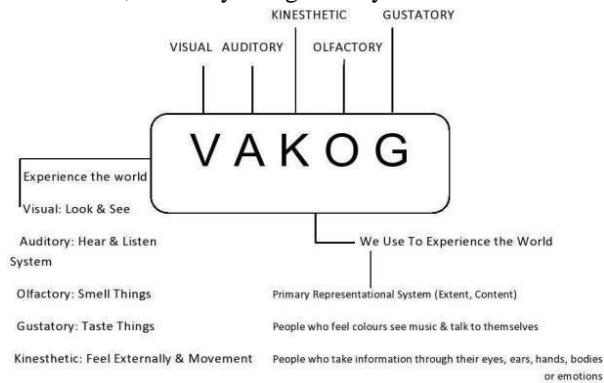 KINESTHETIC GUSTATORY
VISUAL AUDITORY OLFACTORY
V A K O G
Experience the world
Visual: Look & See
Auditory: Hear & Listen
System
We Use To Experience the World
Olfactory: Smell Things
Primary Representational System (Extent, Content)
Gustatory: Taste Things
People who feel colours see music & talk to themselves
Kinesthetic: Feel Externally & Movement
People who take information through their eyes, ears, hands, bodies
or emotions